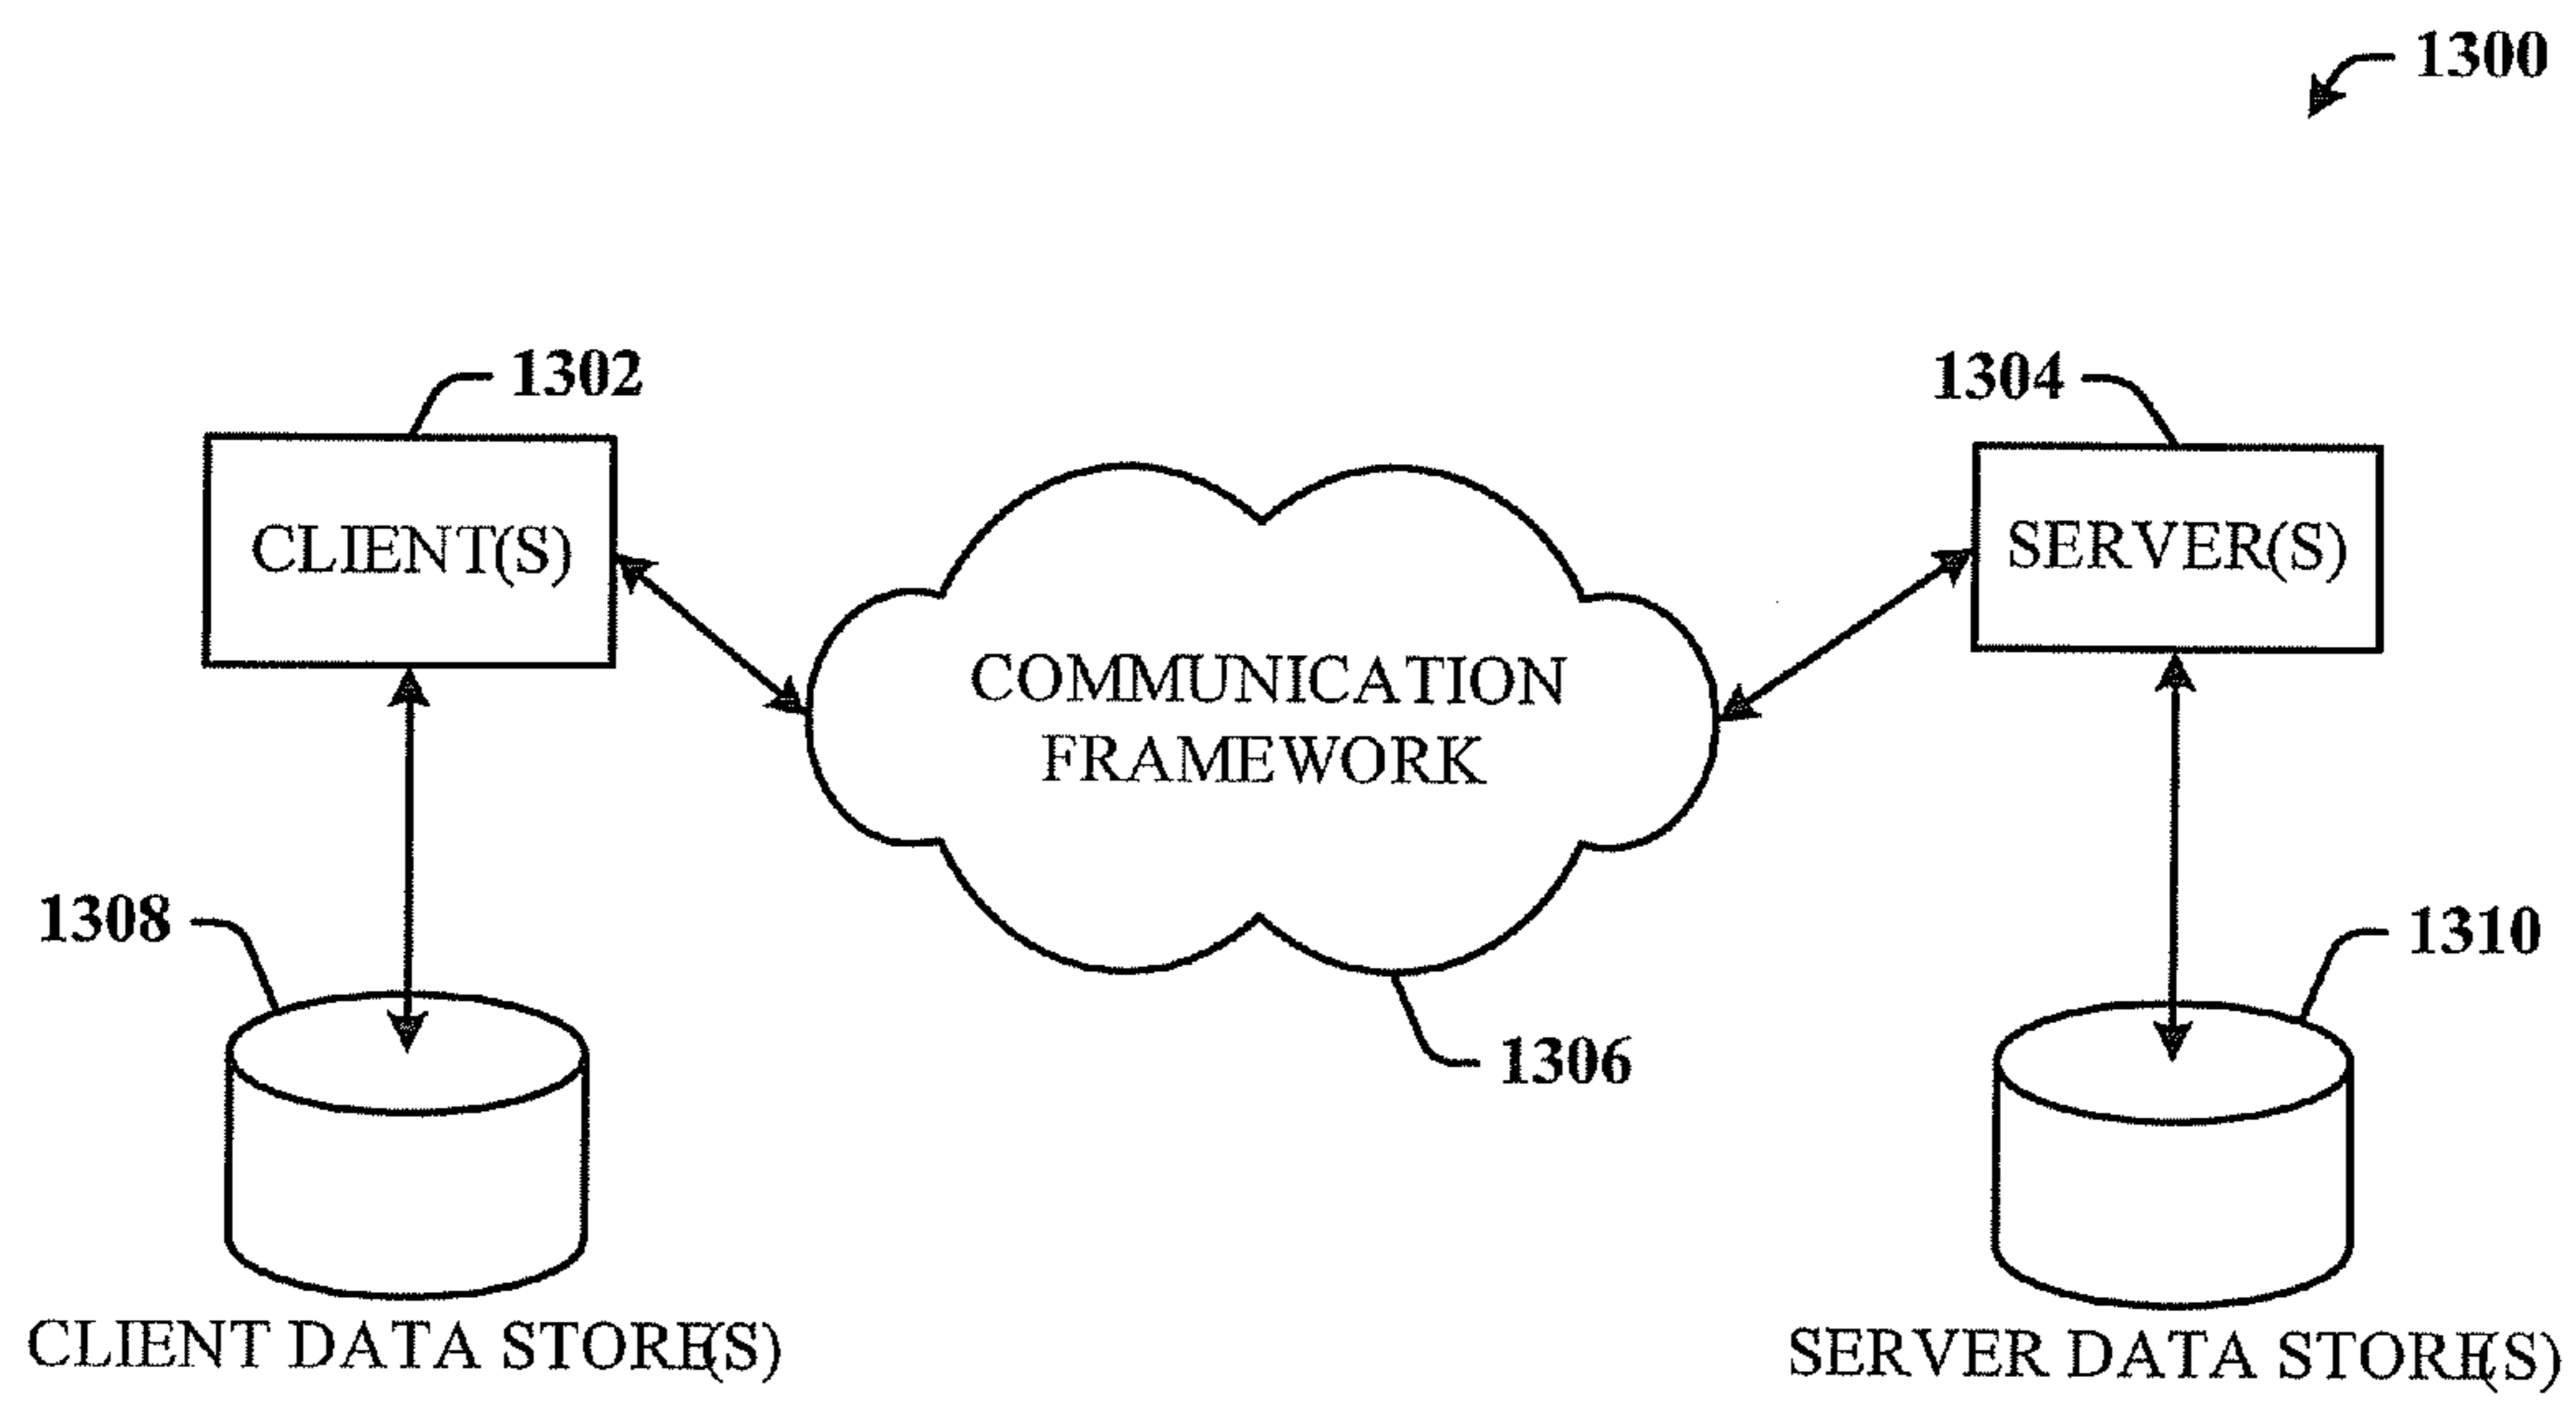 1300
1302
1304
CLIENT(S)
SERVER(S)
COMMUNICATION
FRAMEWORK
1308
1310
1306
CLIENT DATA STORE(S)
SERVER DATA STORE(S)